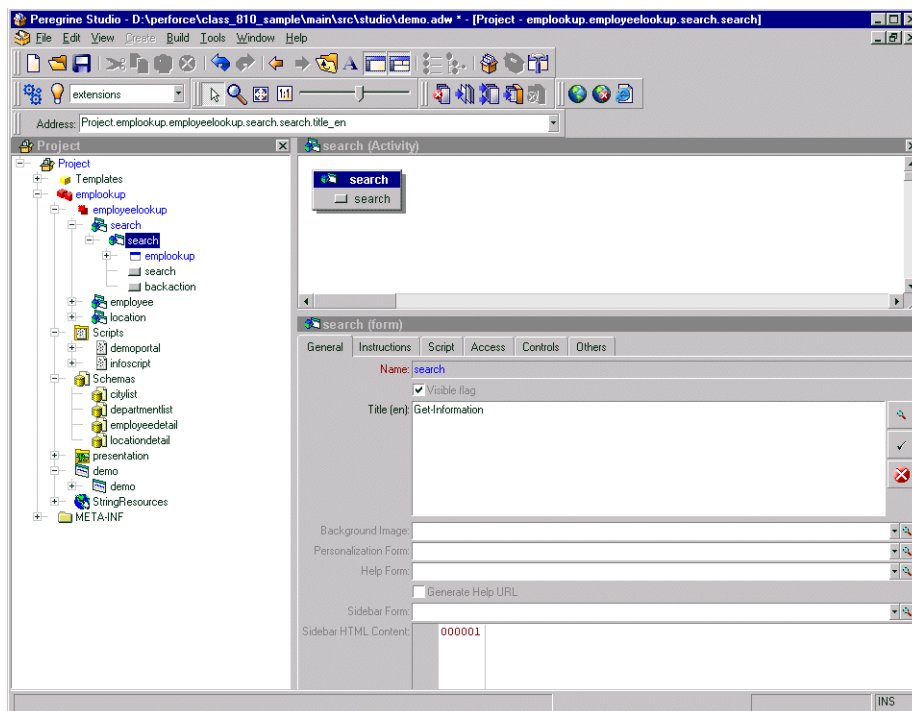 Peregrine Studio - D:\perforce\class_810_sample\main\src\studio\demo.adw * - [Project - emplookup.employeelookup.search.search]
File Edit View Create Build Tools Window Help
A
extensions
1:1
Address: Project.emplookup.employeelookup.search.search.title_en
Project
Project
Templates
emplookup
employeelookup
search
search
emplookup
search
backaction
employee
location
Scripts
demoportal
infoscript
Schemas
citylist
departmentlist
employeedetail
locationdetail
presentation
demo
demo
StringResources
META-INF
search (Activity)
search
search
search (form)
General Instructions Script Access Controls Others
Name: search
Visible flag
Title (en): Get-Information
Background Image:
Personalization Form:
Help Form:
Generate Help URL
Sidebar Form:
Sidebar HTML Content: 000001
INS